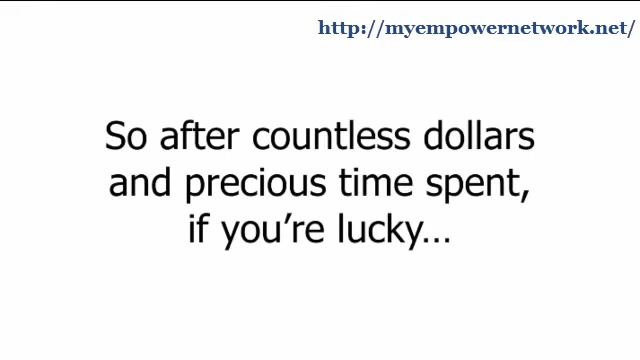 http://myempowernetwork.net/
So after countless dollars
and precious time spent,
if you're lucky...